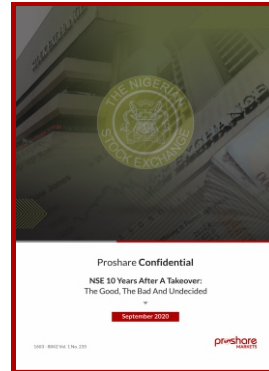 THE NIGERIAN
STOCK EXCHANGE
Proshare Confidential
NSE 10 Years After A Takeover:
The Good, The Bad And Undecided
September 2020
proshare
MARKETS